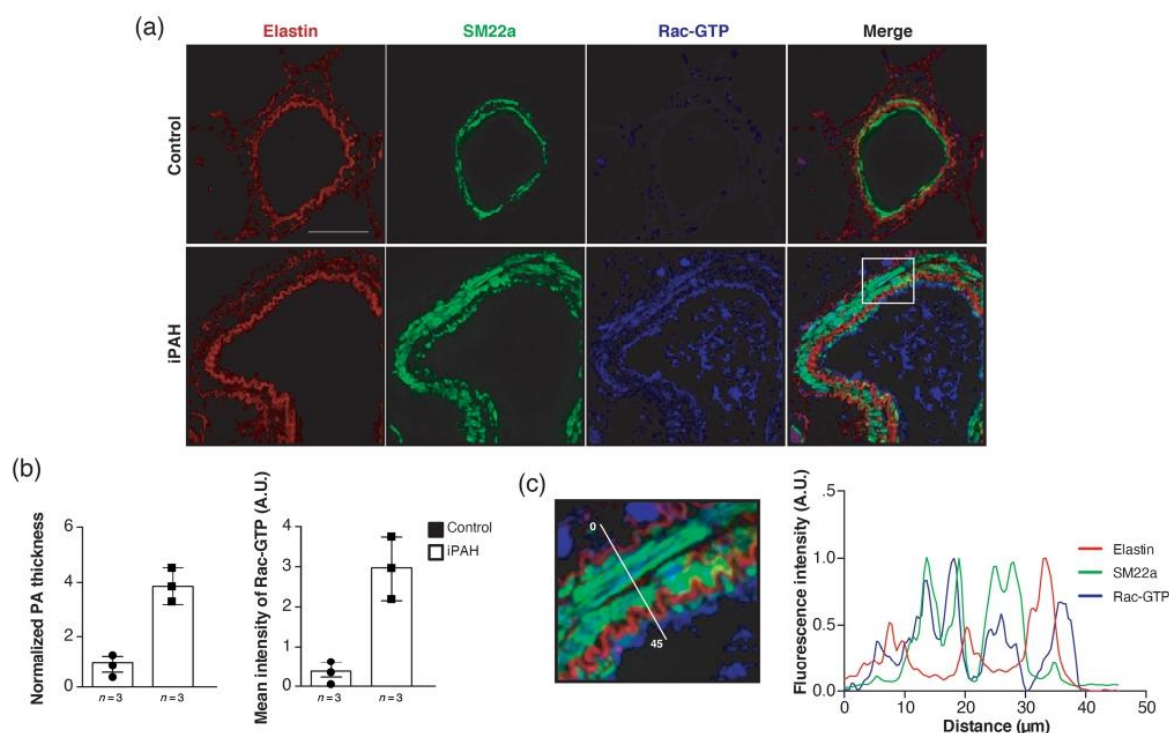 (a)
Elastin SM22a Rac-GTP Merge
Control
iPAH
(b)
Normalized PA thickness
6
4
2
0
n = 3 n = 3
Mean intensity of Rac-GTP (A.U.)
4
3
2
1
0
n = 3 n = 3
Control
iPAH
(c)
0
45
Fluorescence intensity (A.U.)
.5
1.0
0.5
0.0
0 10 20 30 40 50
Distance (µm)
Elastin
SM22a
Rac-GTP